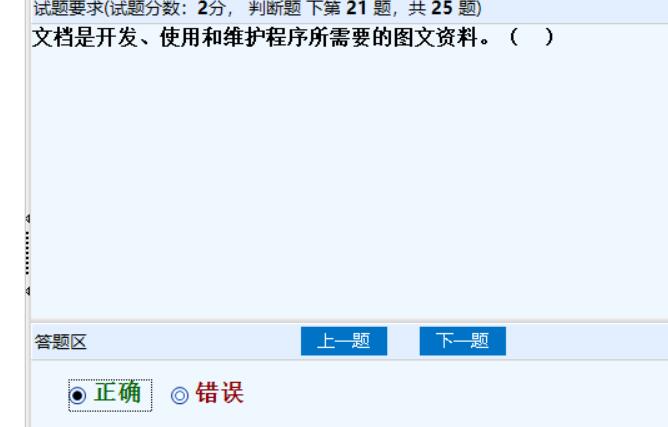 试题要求(试题分数：2分， 判断题 下第 21 题，共 25 题)
文档是开发、使用和维护程序所需要的图文资料。（ ）
答题区
上一题 下一题
正确 错误